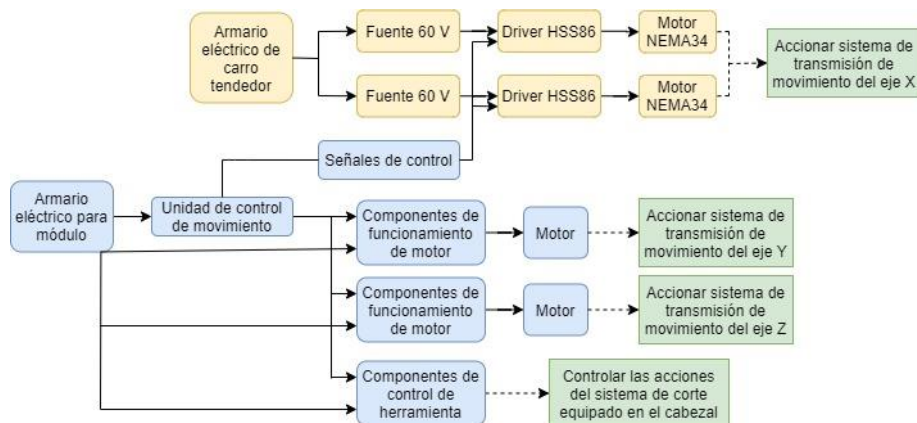 Armario
eléctrico de
carro
tendedor
Fuente 60 V
Driver HSS86
Motor
NEMA34
Fuente 60 V
Driver HSS86
Motor
NEMA34
Accionar sistema de
transmisión de
movimiento del eje X
Señales de control
Armario
eléctrico para
módulo
Unidad de control
de movimiento
Componentes de
funcionamiento
de motor
Motor
Accionar sistema de
transmisión de
movimiento del eje Y
Componentes de
funcionamiento
de motor
Motor
Accionar sistema de
transmisión de
movimiento del eje Z
Componentes de
control de
herramienta
Controlar las acciones
del sistema de corte
equipado en el cabezal